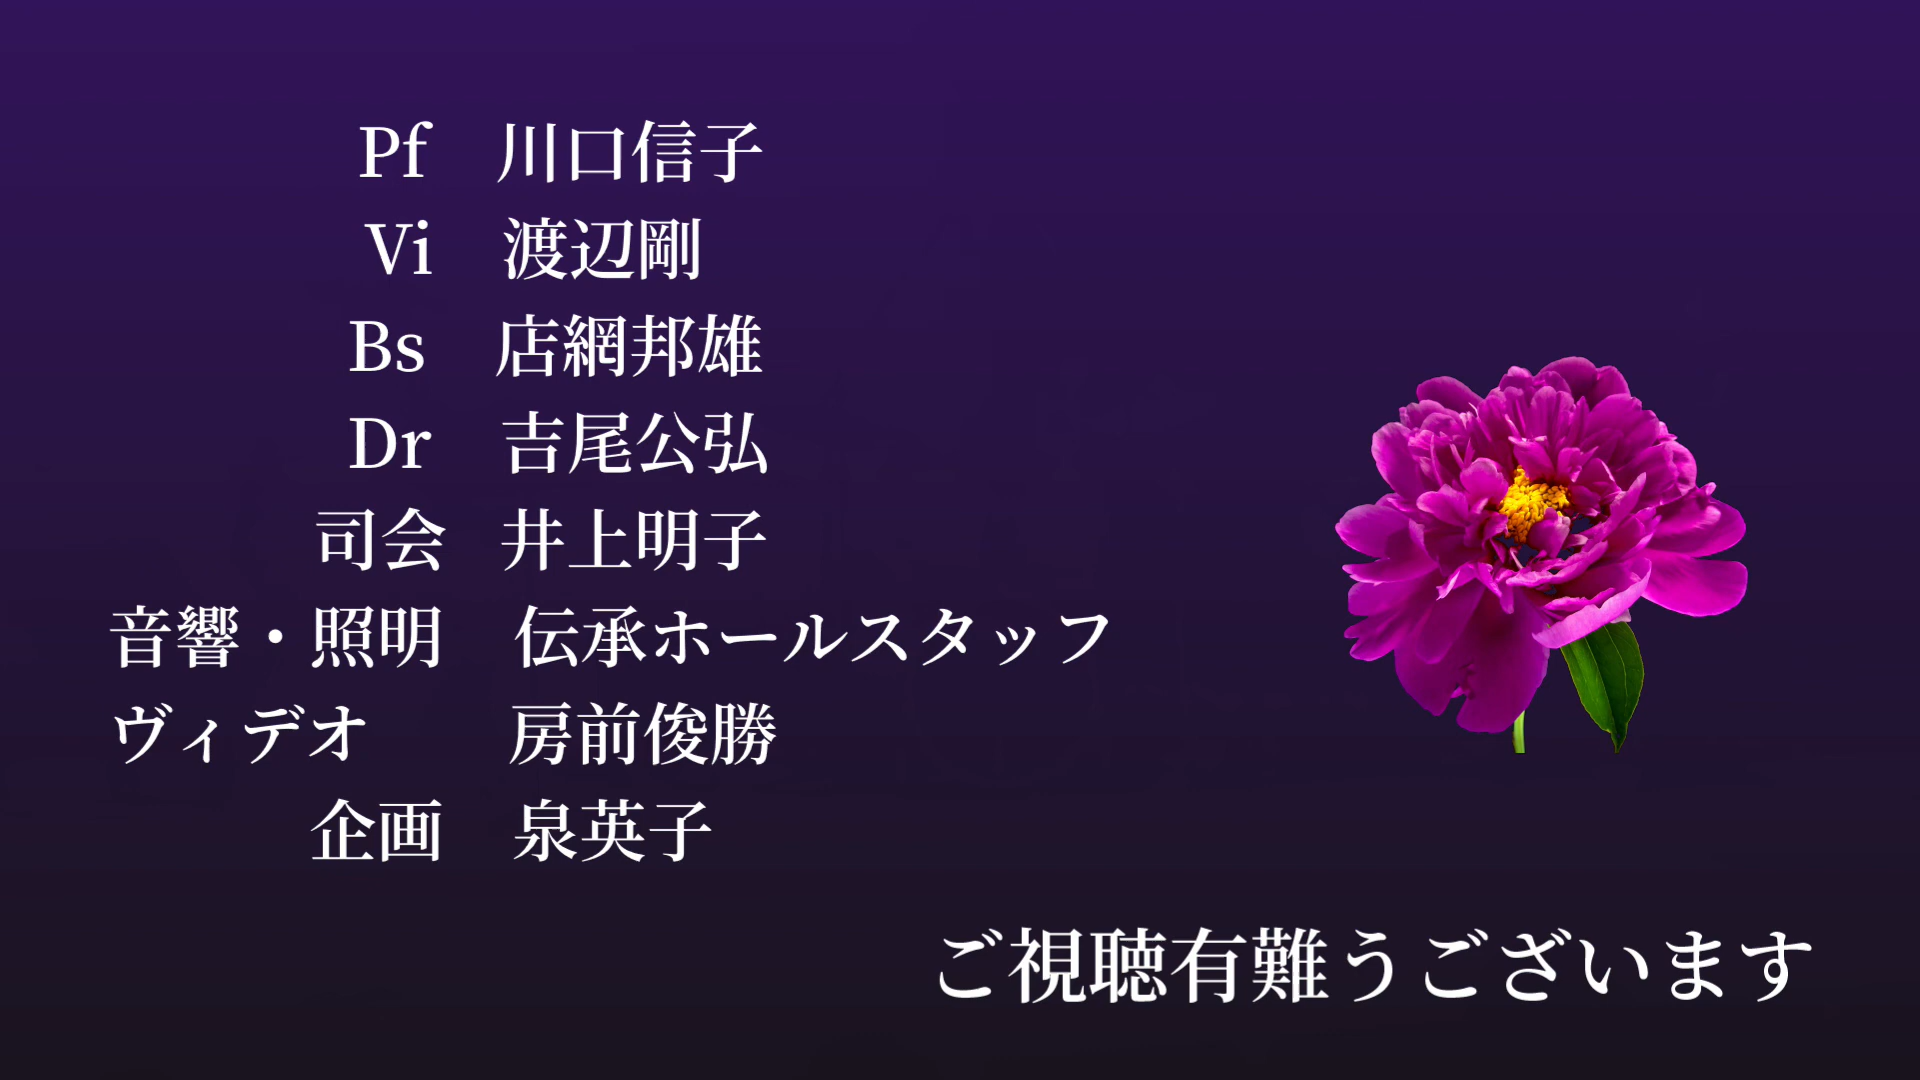 Pf 川口信子
Vi 渡辺剛
Bs 店網邦雄
Dr 吉尾公弘
司会 井上明子
音響・照明 伝承ホールスタッフ
ヴィデオ 房前俊勝
企画 泉英子
ご視聴有難うございます